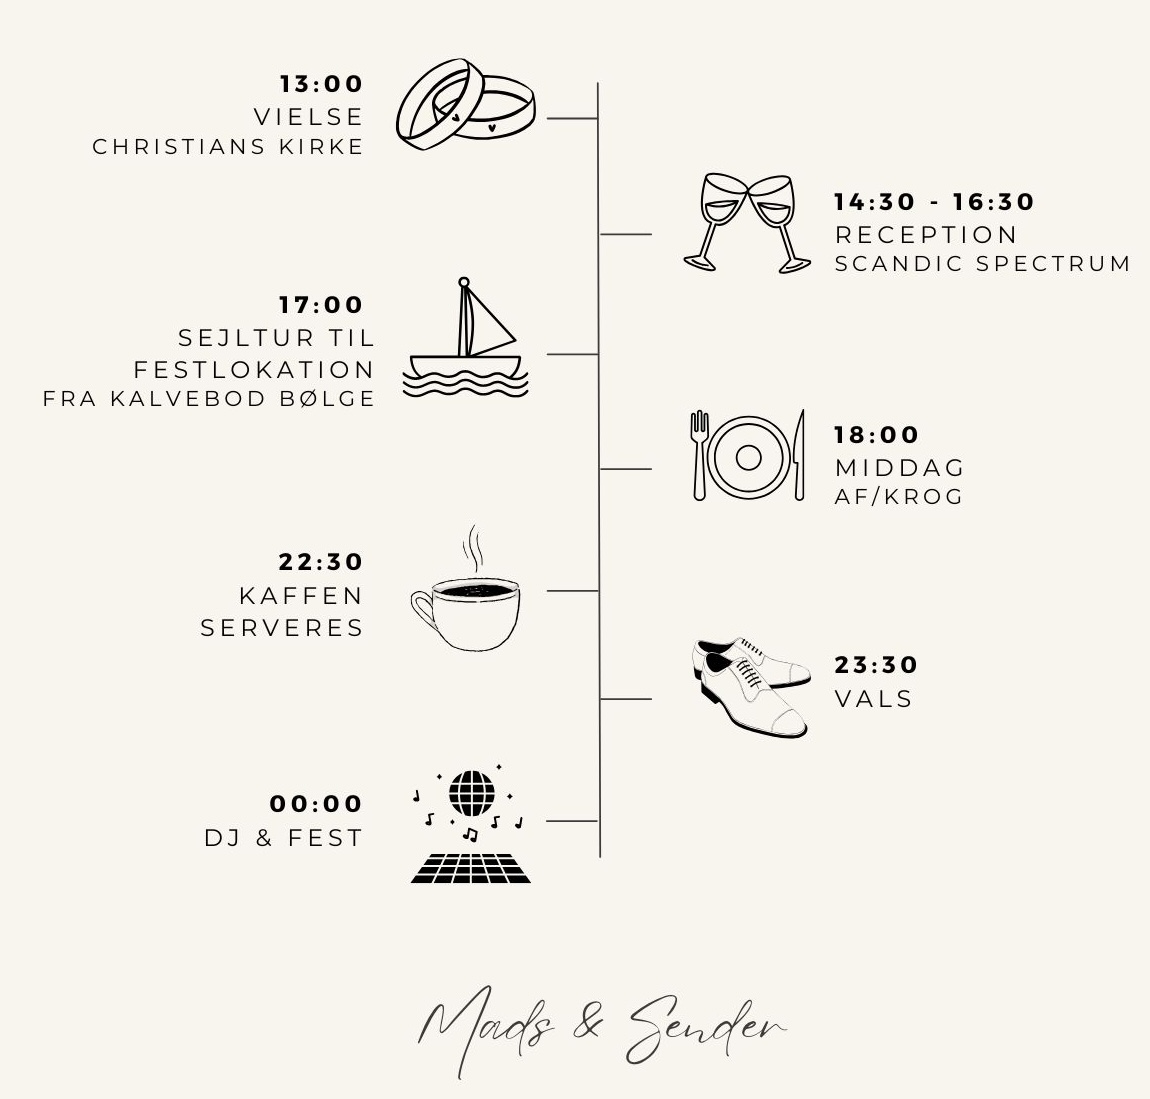 13:00
VIELSE
CHRISTIANS KIRKE
14:30 - 16:30
RECEPTION
SCANDIC SPECTRUM
17:00
SEJLTUR TIL
FESTLOKATION
FRA KALVEBOD BØLGE
18:00
MIDDAG
AF/KROG
22:30
KAFFEN
SERVERES
23:30
VALS
00:00
DJ & FEST
Mads & Sender